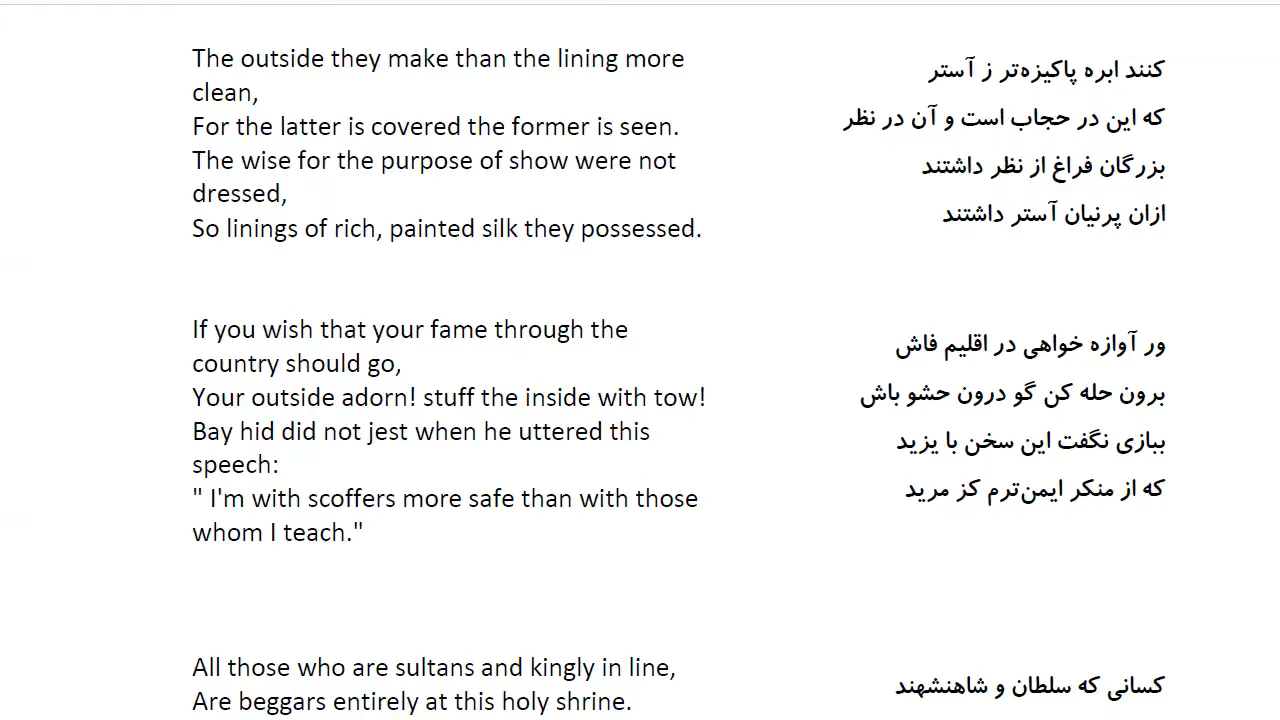 The outside they make than the lining more
clean,
For the latter is covered the former is seen.
The wise for the purpose of show were not
dressed,
So linings of rich, painted silk they possessed.
کنند ابره پاکیزه‌تر ز آستر
که این در حجاب است و آن در نظر
بزرگان فراغ از نظر داشتند
ازان پرنیان آستر داشتند
If you wish that your fame through the
country should go,
Your outside adorn! stuff the inside with tow!
Bay hid did not jest when he uttered this
speech:
" I'm with scoffers more safe than with those
whom I teach."
ور آوازه خواهی در اقلیم فاش
برون حله کن گو درون حشو باش
ببازی نگفت این سخن با یزید
که از منکر ایمن‌ترم کز مرید
All those who are sultans and kingly in line,
Are beggars entirely at this holy shrine.
کسانی که سلطان و شاهنشهند